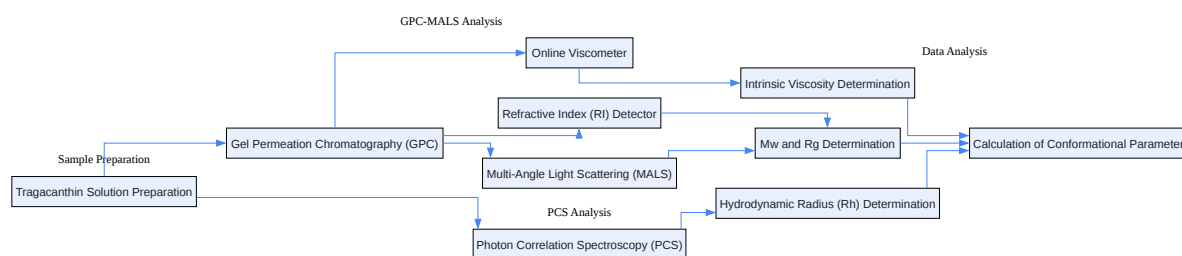 GPC-MALS Analysis
Online Viscometer
Data Analysis
Intrinsic Viscosity Determination
Refractive Index (RI) Detector
Gel Permeation Chromatography (GPC)
Mw and Rg Determination
Calculation of Conformational Parameter
Sample Preparation
Multi-Angle Light Scattering (MALS)
Tragacanthin Solution Preparation
Hydrodynamic Radius (Rh) Determination
PCS Analysis
Photon Correlation Spectroscopy (PCS)